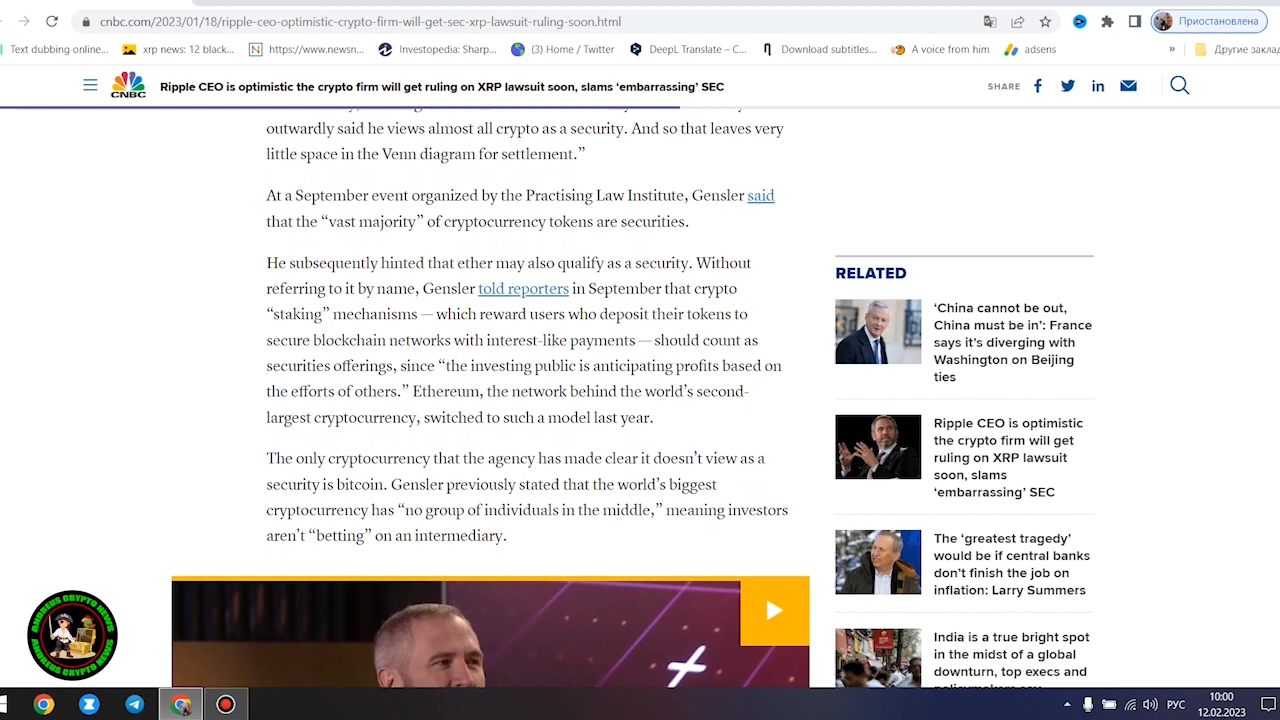 cnbc.com/2023/01/18/ripple-ceo-optimistic-crypto-firm-will-get-sec-xrp-lawsuit-ruling-soon.html
Приостановлена
Text dubbing online...
xrp news: 12 black...
https://www.newsn...
Investopedia: Sharp...
(3) Home / Twitter
DeepL Translate – C...
Download subtitles...
A voice from him
adsens
»
Другие закла
CNBC
Ripple CEO is optimistic the crypto firm will get ruling on XRP lawsuit soon, slams ‘embarrassing’ SEC
SHARE
outwardly said he views almost all crypto as a security. And so that leaves very
little space in the Venn diagram for settlement.”
At a September event organized by the Practising Law Institute, Gensler said
that the “vast majority” of cryptocurrency tokens are securities.
He subsequently hinted that ether may also qualify as a security. Without
referring to it by name, Gensler told reporters in September that crypto
“staking” mechanisms — which reward users who deposit their tokens to
secure blockchain networks with interest-like payments — should count as
securities offerings, since “the investing public is anticipating profits based on
the efforts of others.” Ethereum, the network behind the world’s second-
largest cryptocurrency, switched to such a model last year.
The only cryptocurrency that the agency has made clear it doesn’t view as a
security is bitcoin. Gensler previously stated that the world’s biggest
cryptocurrency has “no group of individuals in the middle,” meaning investors
aren’t “betting” on an intermediary.
RELATED
‘China cannot be out,
China must be in’: France
says it’s diverging with
Washington on Beijing
ties
Ripple CEO is optimistic
the crypto firm will get
ruling on XRP lawsuit
soon, slams
‘embarrassing’ SEC
The ‘greatest tragedy’
would be if central banks
don’t finish the job on
inflation: Larry Summers
India is a true bright spot
in the midst of a global
downturn, top execs and
ANDREUS CRYPTO NEWS
ANDREUS CRYPTO NEWS
РУС
10:00
12.02.2023